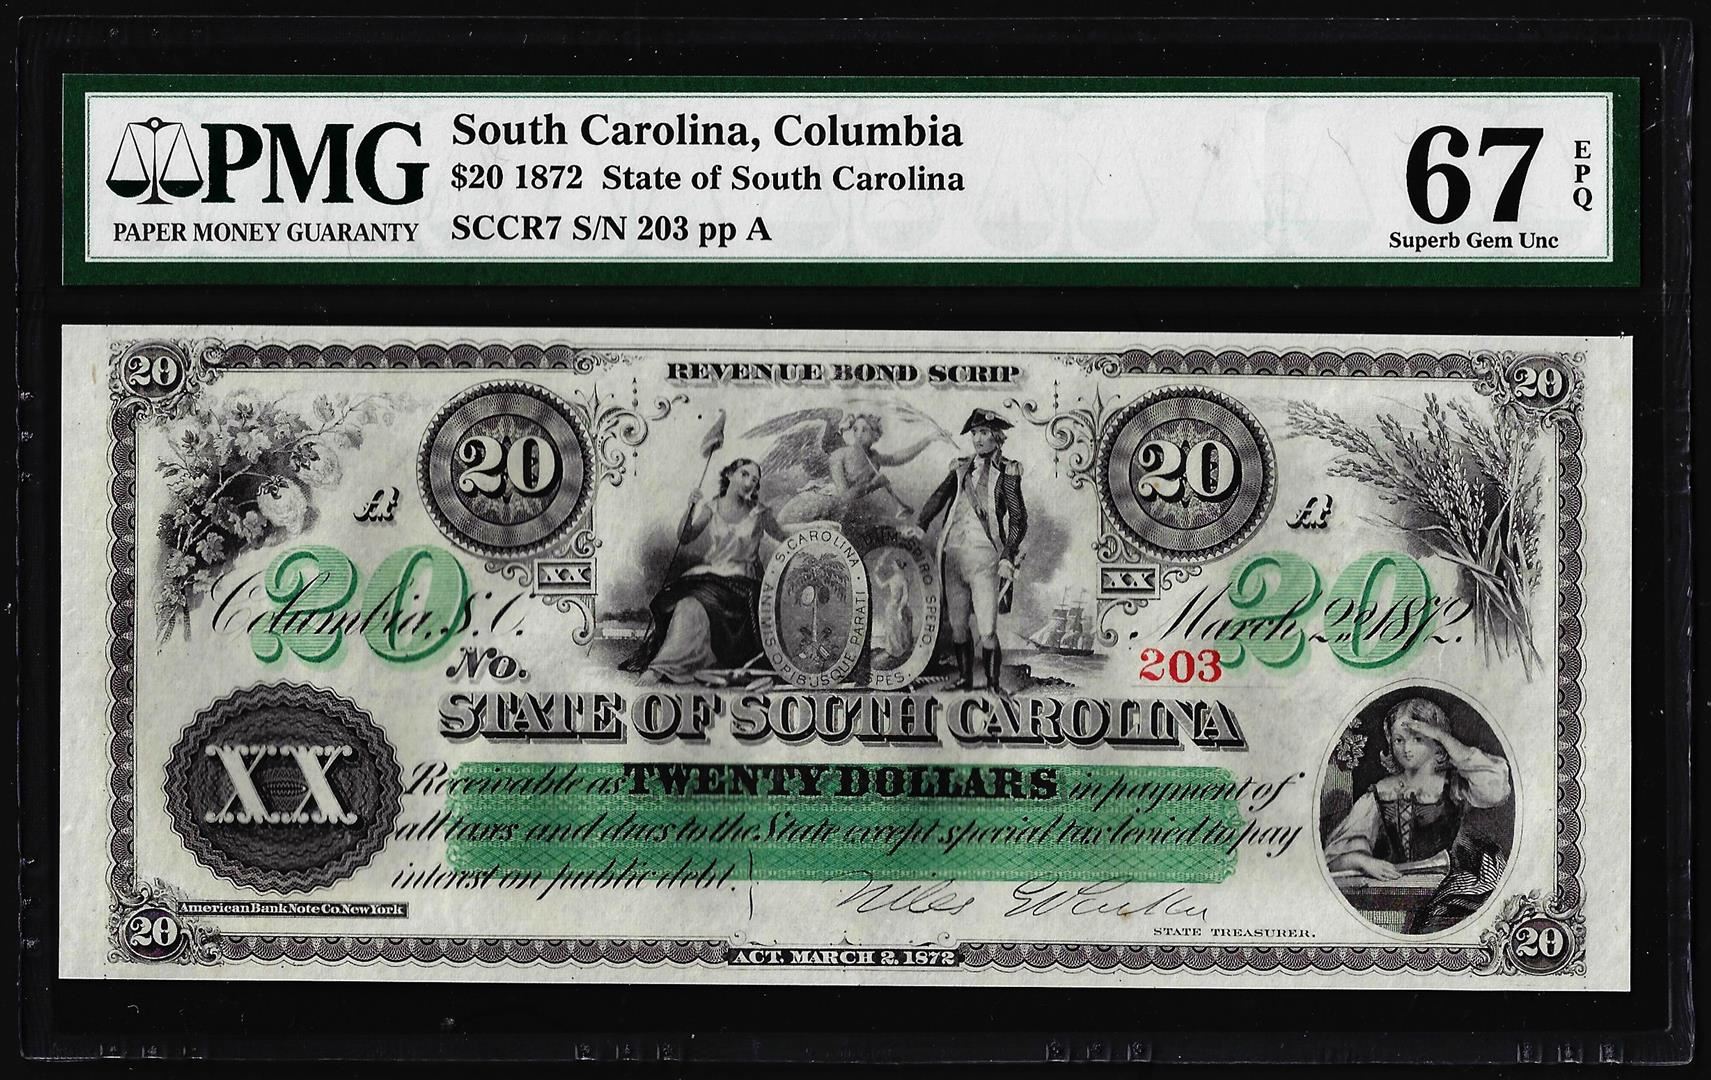 PMG
PAPER MONEY GUARANTY
South Carolina, Columbia
$20 1872 State of South Carolina
SCCR7 S/N 203 pp A
67
EPQ
Superb Gem Unc
20 REVENUE BOND SCRIP 20
20 20
A A
S. CAROLINA. DUM. SPIRO SPERO.
ANIMIS OPIBUSQUE PARATI
SPES.
XX XX
20 20
Columbia, S.C. March 2nd 1872.
No. 203
STATE OF SOUTH CAROLINA
XX
Receivable as TWENTY DOLLARS in payment of
all taxes and dues to the State except special tax levied to pay
interest on public debt.
Niles G Parker
STATE TREASURER.
American Bank Note Co. New York
20 ACT, MARCH 2, 1872 20